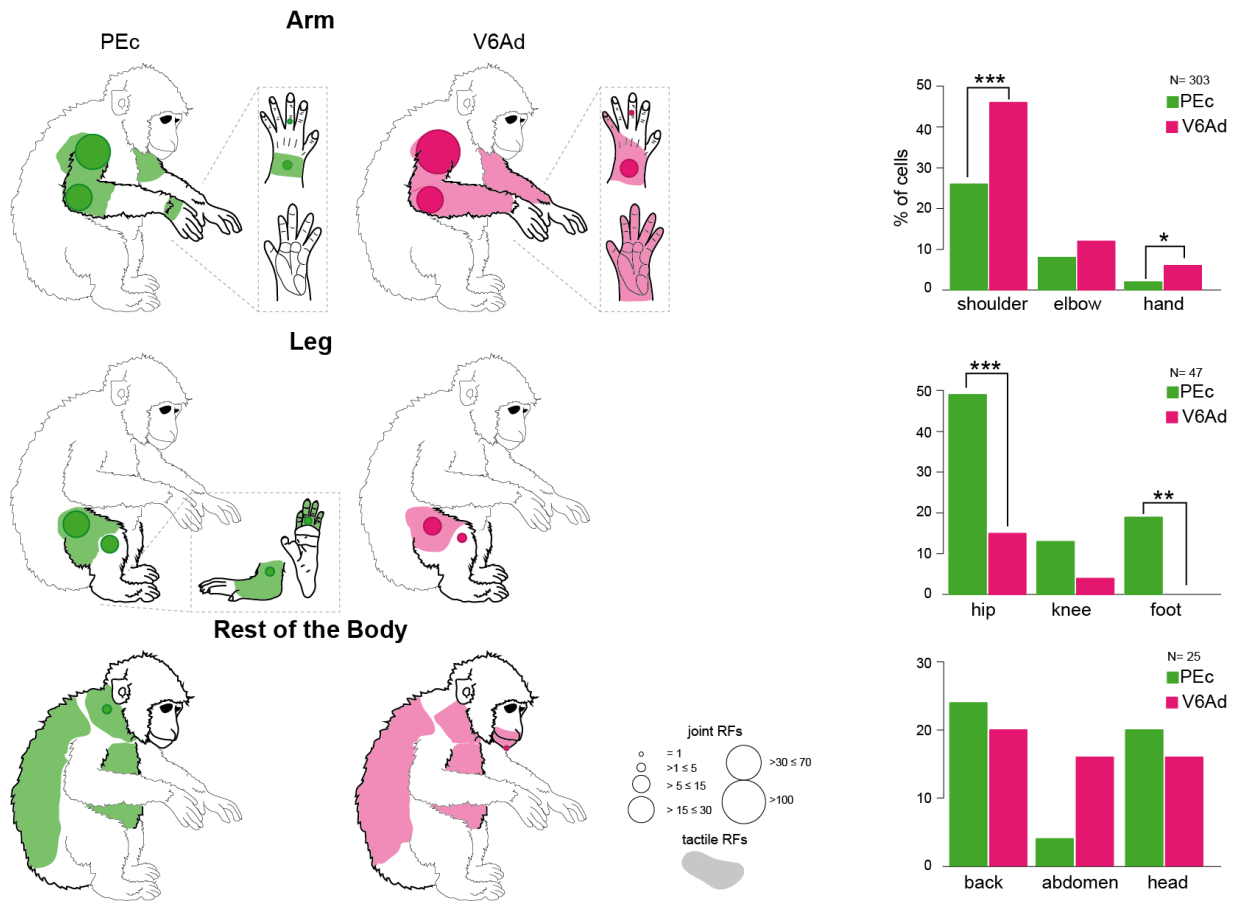 Arm
PEc
V6Ad
***
*
N= 303
PEc
V6Ad
% of cells
50
40
30
20
10
0
shoulder elbow hand
Leg
***
**
N= 47
PEc
V6Ad
50
40
30
20
10
0
hip knee foot
Rest of the Body
joint RFs
= 1
>1 ≤ 5
> 5 ≤ 15
> 15 ≤ 30
>30 ≤ 70
>100
tactile RFs
N= 25
PEc
V6Ad
30
20
10
0
back abdomen head